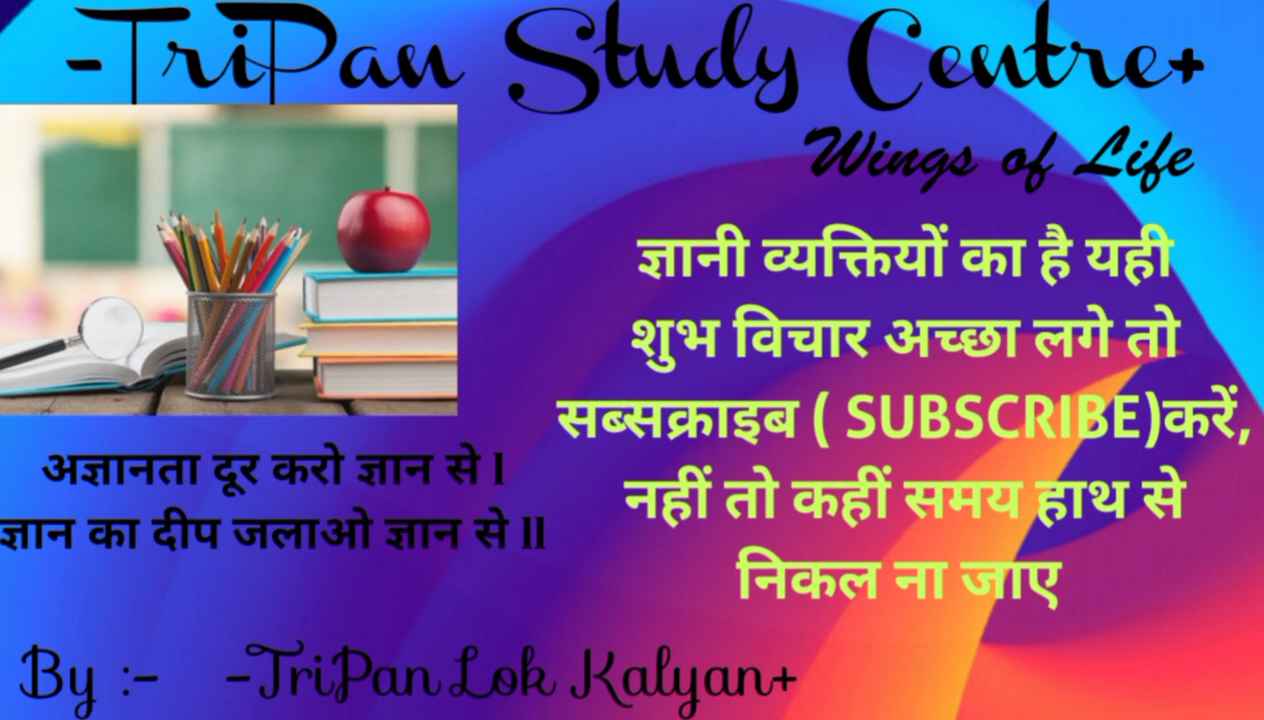 -TriPan Study Centre+
Wings of Life
ज्ञानी व्यक्तियों का है यही
शुभ विचार अच्छा लगे तो
सब्सक्राइब ( SUBSCRIBE)करें,
नहीं तो कहीं समय हाथ से
निकल ना जाए
अज्ञानता दूर करो ज्ञान से l
ज्ञान का दीप जलाओ ज्ञान से ll
By :- -TriPan Lok Kalyan+